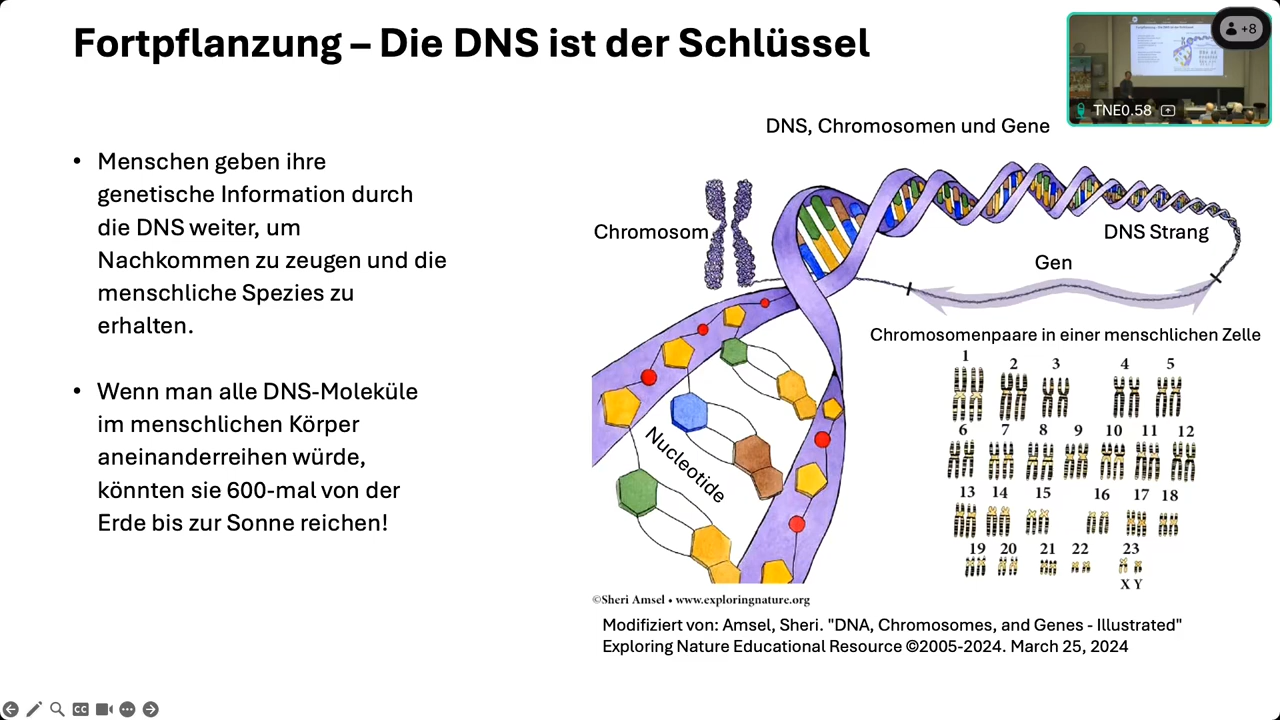 Fortpflanzung – Die DNS ist der Schlüssel
+8
TNE0.58
• Menschen geben ihre
genetische Information durch
die DNS weiter, um
Nachkommen zu zeugen und die
menschliche Spezies zu
erhalten.
• Wenn man alle DNS-Moleküle
im menschlichen Körper
aneinanderreihen würde,
könnten sie 600-mal von der
Erde bis zur Sonne reichen!
DNS, Chromosomen und Gene
Chromosom
DNS Strang
Gen
Nucleotide
Chromosomenpaare in einer menschlichen Zelle
1 2 3 4 5
6 7 8 9 10 11 12
13 14 15 16 17 18
19 20 21 22 23
X Y
©Sheri Amsel • www.exploringnature.org
Modifiziert von: Amsel, Sheri. "DNA, Chromosomes, and Genes - Illustrated"
Exploring Nature Educational Resource ©2005-2024. March 25, 2024
CC